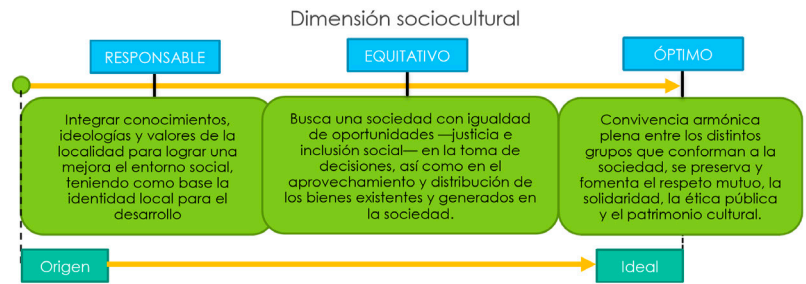 Dimensión sociocultural
RESPONSABLE
EQUITATIVO
ÓPTIMO
Integrar conocimientos,
ideologías y valores de la
localidad para lograr una
mejora el entorno social,
teniendo como base la
identidad local para el
desarrollo
Busca una sociedad con igualdad
de oportunidades —justicia e
inclusión social— en la toma de
decisiones, así como en el
aprovechamiento y distribución de
los bienes existentes y generados en
la sociedad.
Convivencia armónica
plena entre los distintos
grupos que conforman a la
sociedad, se preserva y
fomenta el respeto mutuo, la
solidaridad, la ética pública
y el patrimonio cultural.
Origen
Ideal